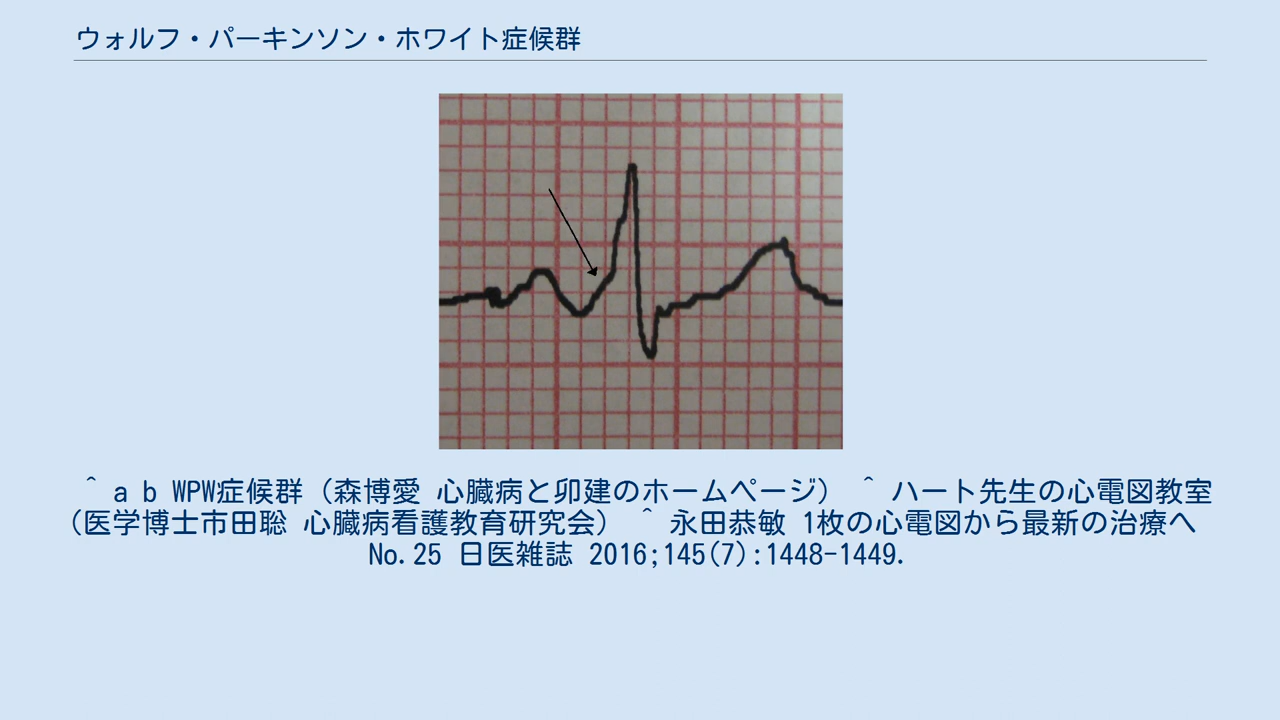 ウォルフ・パーキンソン・ホワイト症候群
^ a b WPW症候群（森博愛 心臓病と卯建のホームページ） ^ ハート先生の心電図教室
（医学博士市田聡 心臓病看護教育研究会） ^ 永田恭敏 1枚の心電図から最新の治療へ
No.25 日医雑誌 2016;145(7):1448-1449.